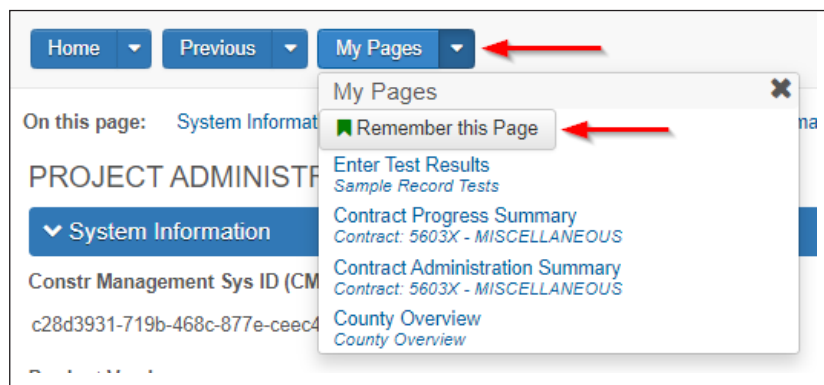 Home Previous My Pages
My Pages
On this page: System Informat
Remember this Page
Enter Test Results
Sample Record Tests
PROJECT ADMINISTR
Contract Progress Summary
Contract: 5603X - MISCELLANEOUS
System Information
Contract Administration Summary
Contract: 5603X - MISCELLANEOUS
Constr Management Sys ID (CM
County Overview
County Overview
c28d3931-719b-468c-877e-ceec4